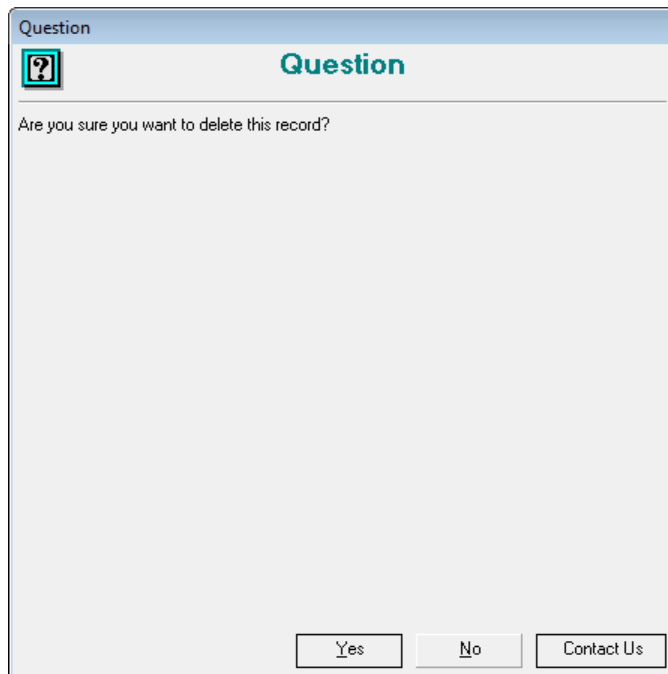 Question
Question
Are you sure you want to delete this record?
Yes No Contact Us